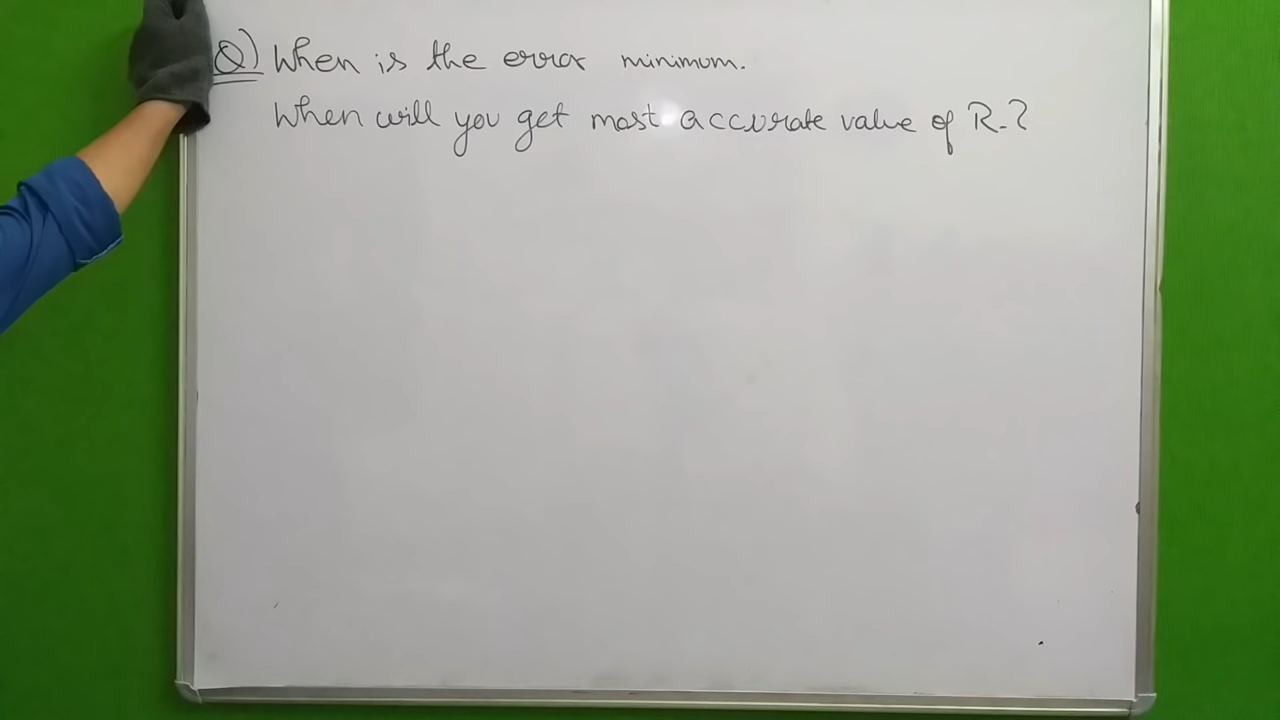 Q) When is the error minimum.
When will you get most accurate value of R.?